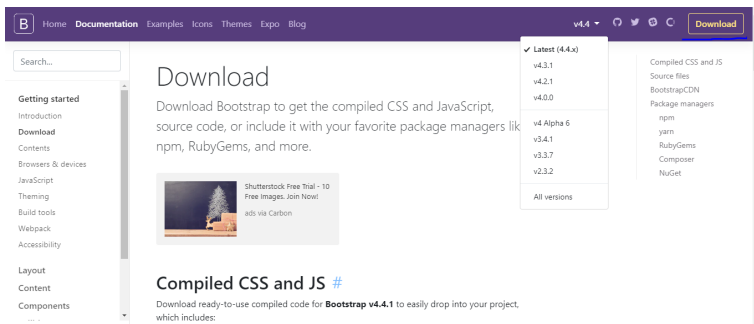 B Home Documentation Examples Icons Themes Expo Blog v4.4 Download
Search...
Getting started
Introduction
Download
Contents
Browsers & devices
JavaScript
Theming
Build tools
Webpack
Accessibility
Layout
Content
Components
Download
Download Bootstrap to get the compiled CSS and JavaScript,
source code, or include it with your favorite package managers lik
npm, RubyGems, and more.
Shutterstock Free Trial - 10
Free Images. Join Now!
ads via Carbon
Compiled CSS and JS #
Download ready-to-use compiled code for Bootstrap v4.4.1 to easily drop into your project,
which includes:
Latest (4.4.x)
v4.3.1
v4.2.1
v4.0.0
v4 Alpha 6
v3.4.1
v3.3.7
v2.3.2
All versions
Compiled CSS and JS
Source files
BootstrapCDN
Package managers
npm
yarn
RubyGems
Composer
NuGet